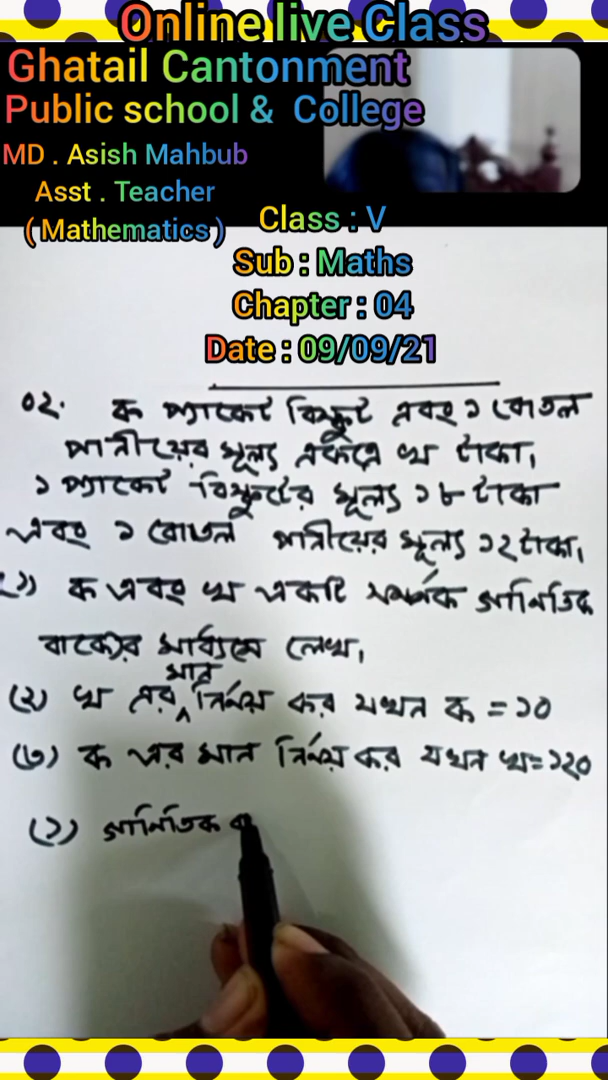 Online live Class
Ghatail Cantonment
Public school & College
MD . Asish Mahbub
Asst . Teacher
( Mathematics )
Class : V
Sub : Maths
Chapter : 04
Date : 09/09/21
০২. ক প্যাকেট বিস্কুট এবং ১ বোতল
পানীয়ের মূল্য একত্রে খ টাকা,
১ প্যাকেট বিস্কুটের মূল্য ১৮ টাকা
এবং ১ বোতল পানীয়ের মূল্য ১২ টাকা,
(১) ক এবং খ একটি সম্পর্ক গাণিতিক
বাক্যের মাধ্যমে লেখ,
(২) খ এর মান নির্ণয় কর যখন ক = ১০
(৩) ক এর মান নির্ণয় কর যখন খ = ১২০
(১) গাণিতিক